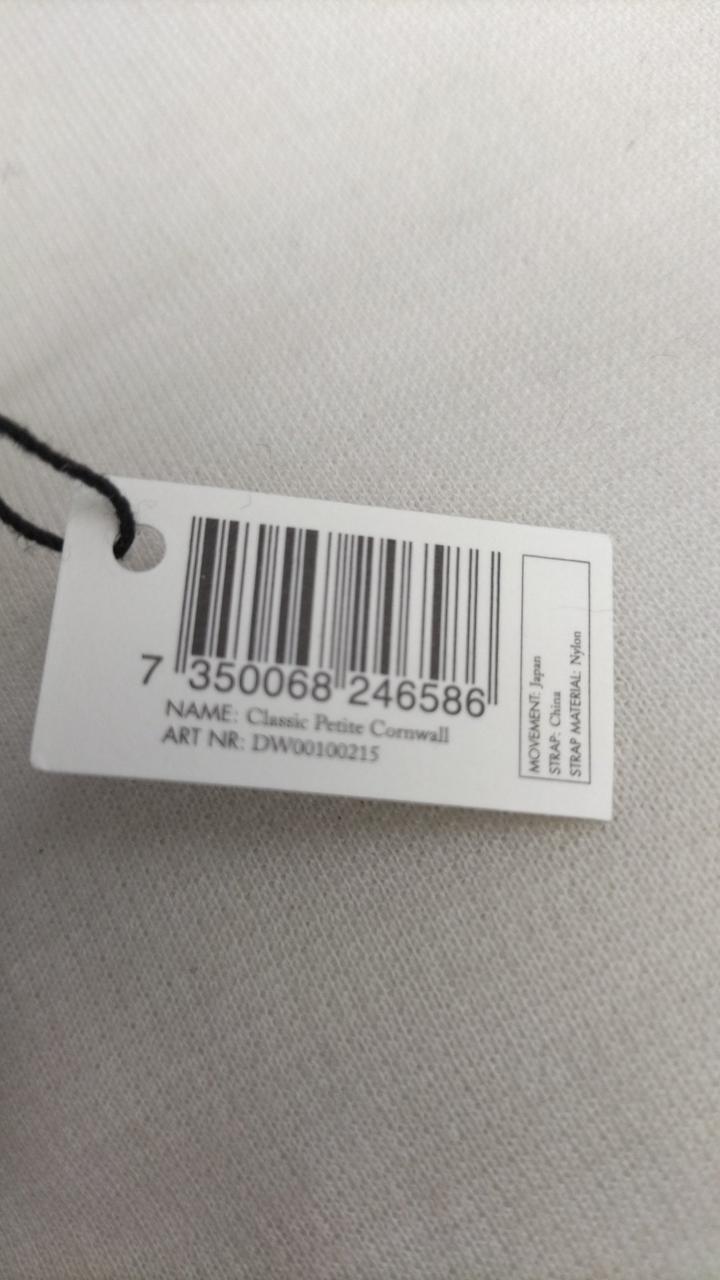 7 350068 246586
NAME: Classic Petite Cornwall
ART NR: DW00100215
MOVEMENT: Japan
STRAP: China
STRAP MATERIAL: Nylon